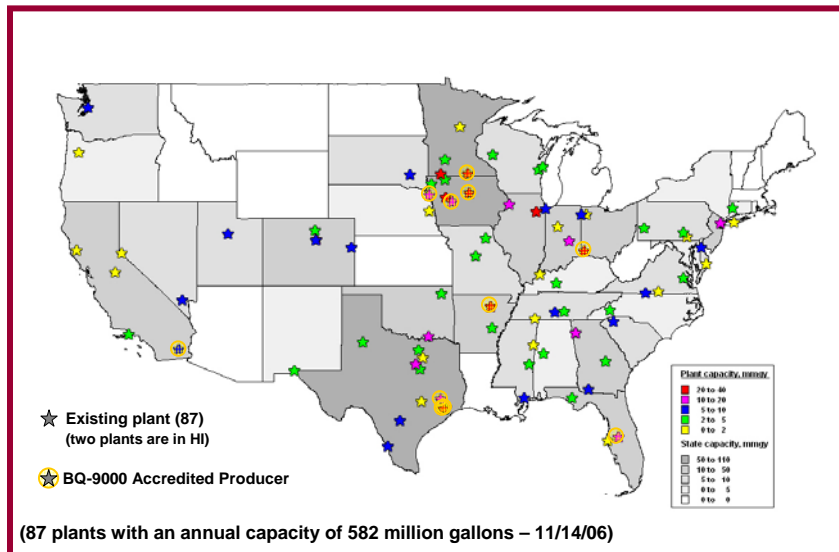 Plant capacity, mmgy
20 to 40
10 to 20
5 to 10
2 to 5
0 to 2
State capacity, mmgy
50 to 110
10 to 50
5 to 10
0 to 5
0 to 0
Existing plant (87)
(two plants are in HI)
BQ-9000 Accredited Producer
(87 plants with an annual capacity of 582 million gallons – 11/14/06)